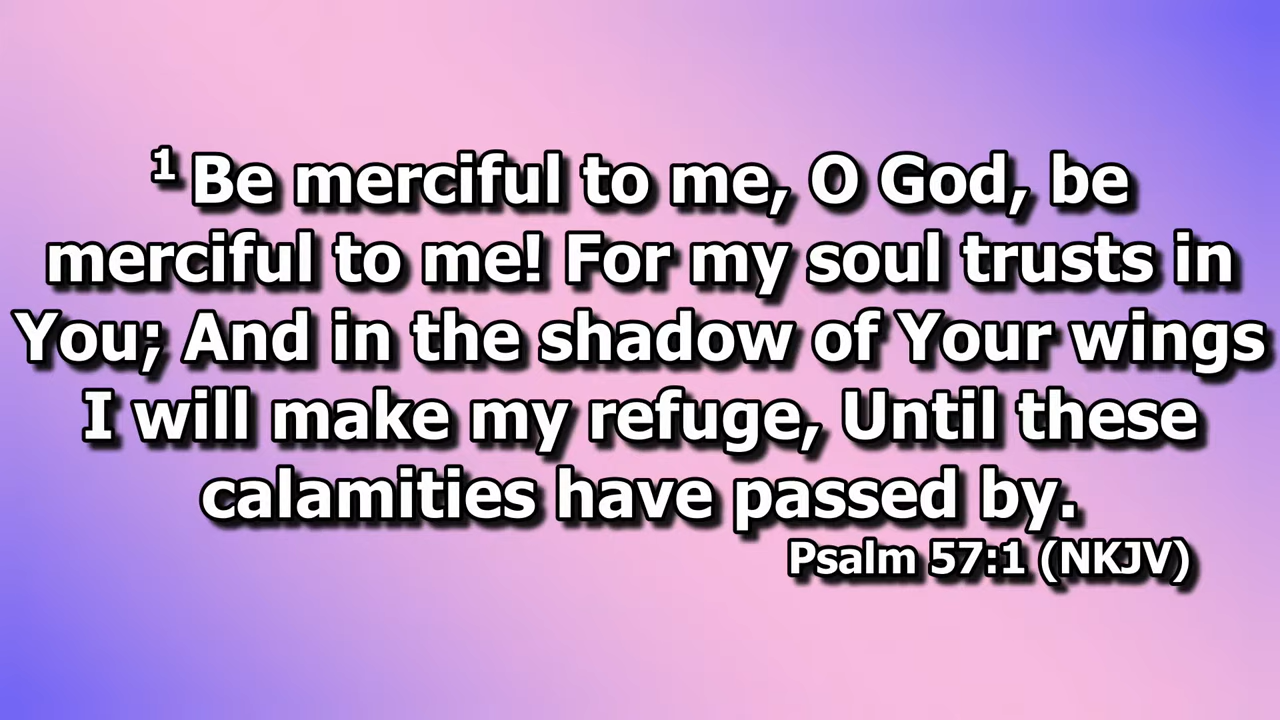 1 Be merciful to me, O God, be
merciful to me! For my soul trusts in
You; And in the shadow of Your wings
I will make my refuge, Until these
calamities have passed by.
Psalm 57:1 (NKJV)